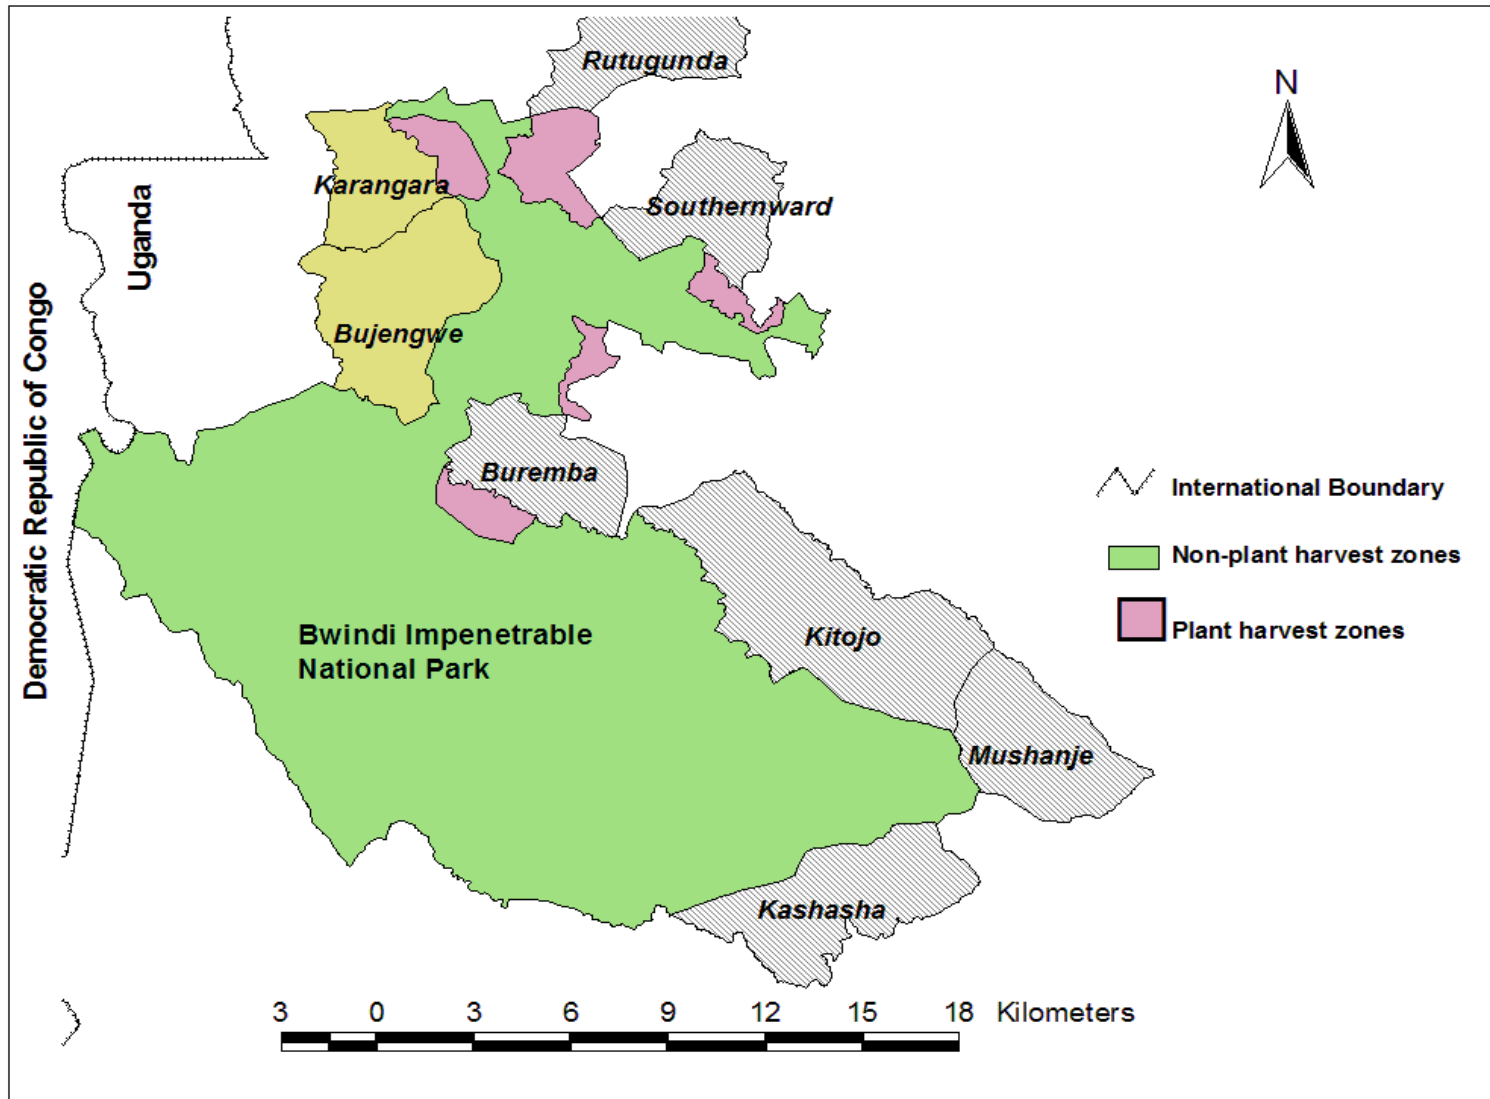 Rutugunda
N
Karangara
Southernward
Uganda
Democratic Republic of Congo
Bujengwe
Buremba
International Boundary
Non-plant harvest zones
Plant harvest zones
Bwindi Impenetrable
National Park
Kitojo
Mushanje
Kashasha
3 0 3 6 9 12 15 18 Kilometers